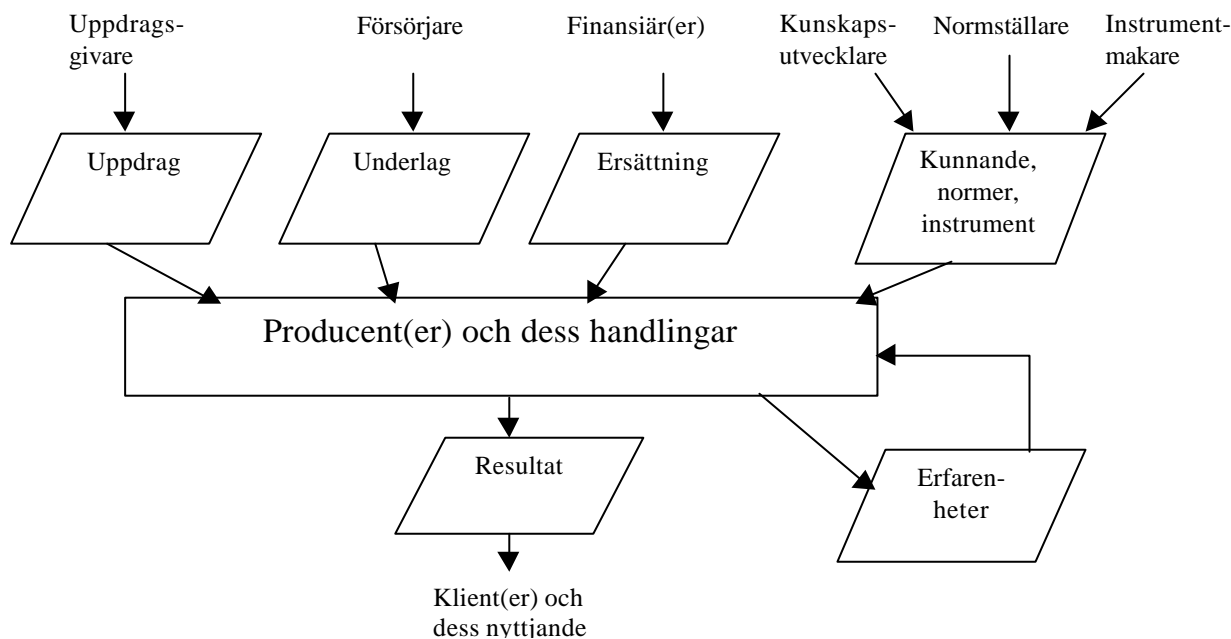 Uppdrags-
givare
Försörjare
Finansiär(er)
Kunskaps-
utvecklare
Normställare
Instrument-
makare
Uppdrag
Underlag
Ersättning
Kunnande,
normer,
instrument
Producent(er) och dess handlingar
Resultat
Erfaren-
heter
Klient(er) och
dess nyttjande